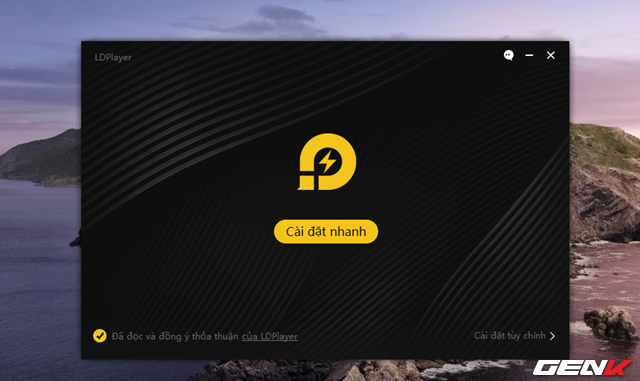 LDPlayer
Cài đặt nhanh
Đã đọc và đồng ý thỏa thuận của LDPlayer
Cài đặt tùy chỉnh
GENK